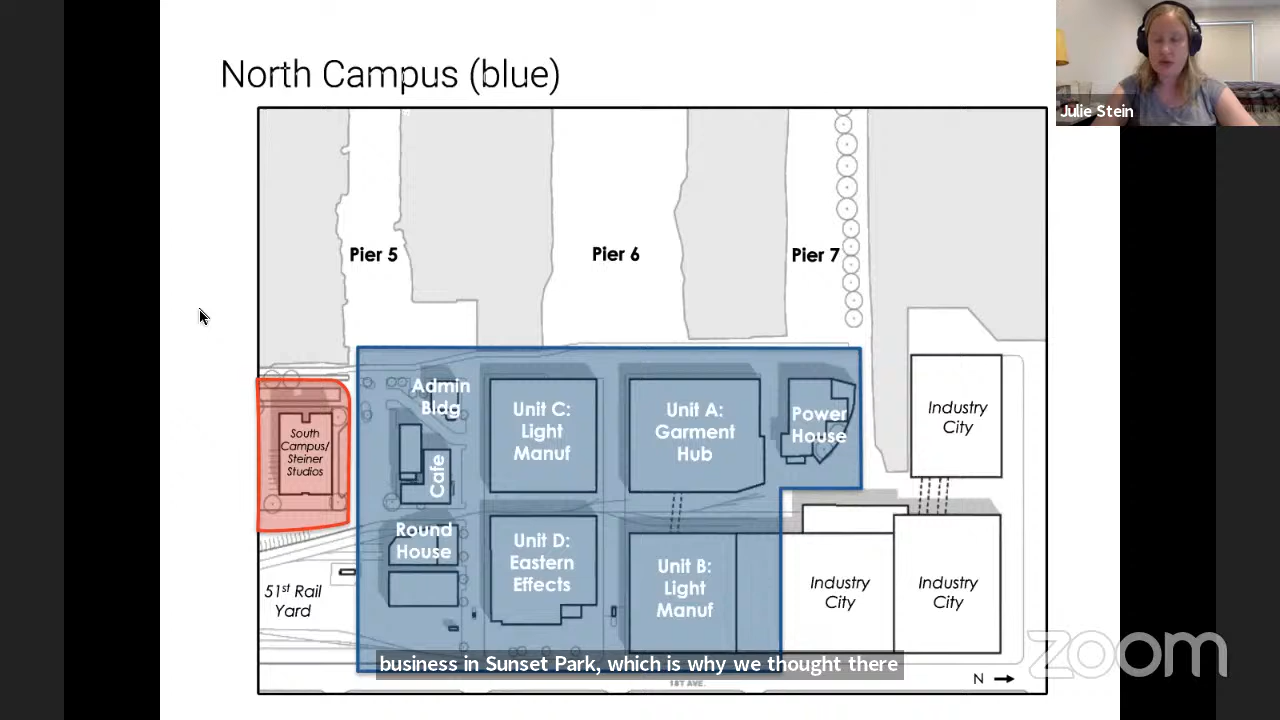 North Campus (blue)
Julie Stein
Pier 5
Pier 6
Pier 7
Admin
Bldg
Unit C:
Light
Manuf
Unit A:
Garment
Hub
Power
House
Industry
City
South
Campus/
Steiner
Studios
Cafe
Round
House
Unit D:
Eastern
Effects
Unit B:
Light
Manuf
Industry
City
Industry
City
51st Rail
Yard
business in Sunset Park, which is why we thought there
1ST AVE.
N
zoom